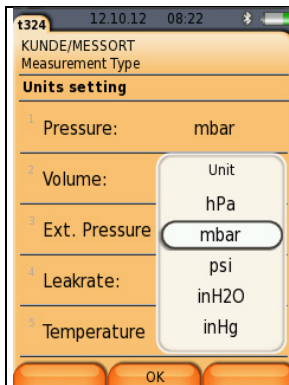 t324 12.10.12 08:22
KUNDE/MESSORT
Measurement Type
Units setting
1 Pressure: mbar
2 Volume:
3 Ext. Pressure
4 Leakrate:
5 Temperature
Unit
hPa
mbar
psi
inH2O
inHg
OK